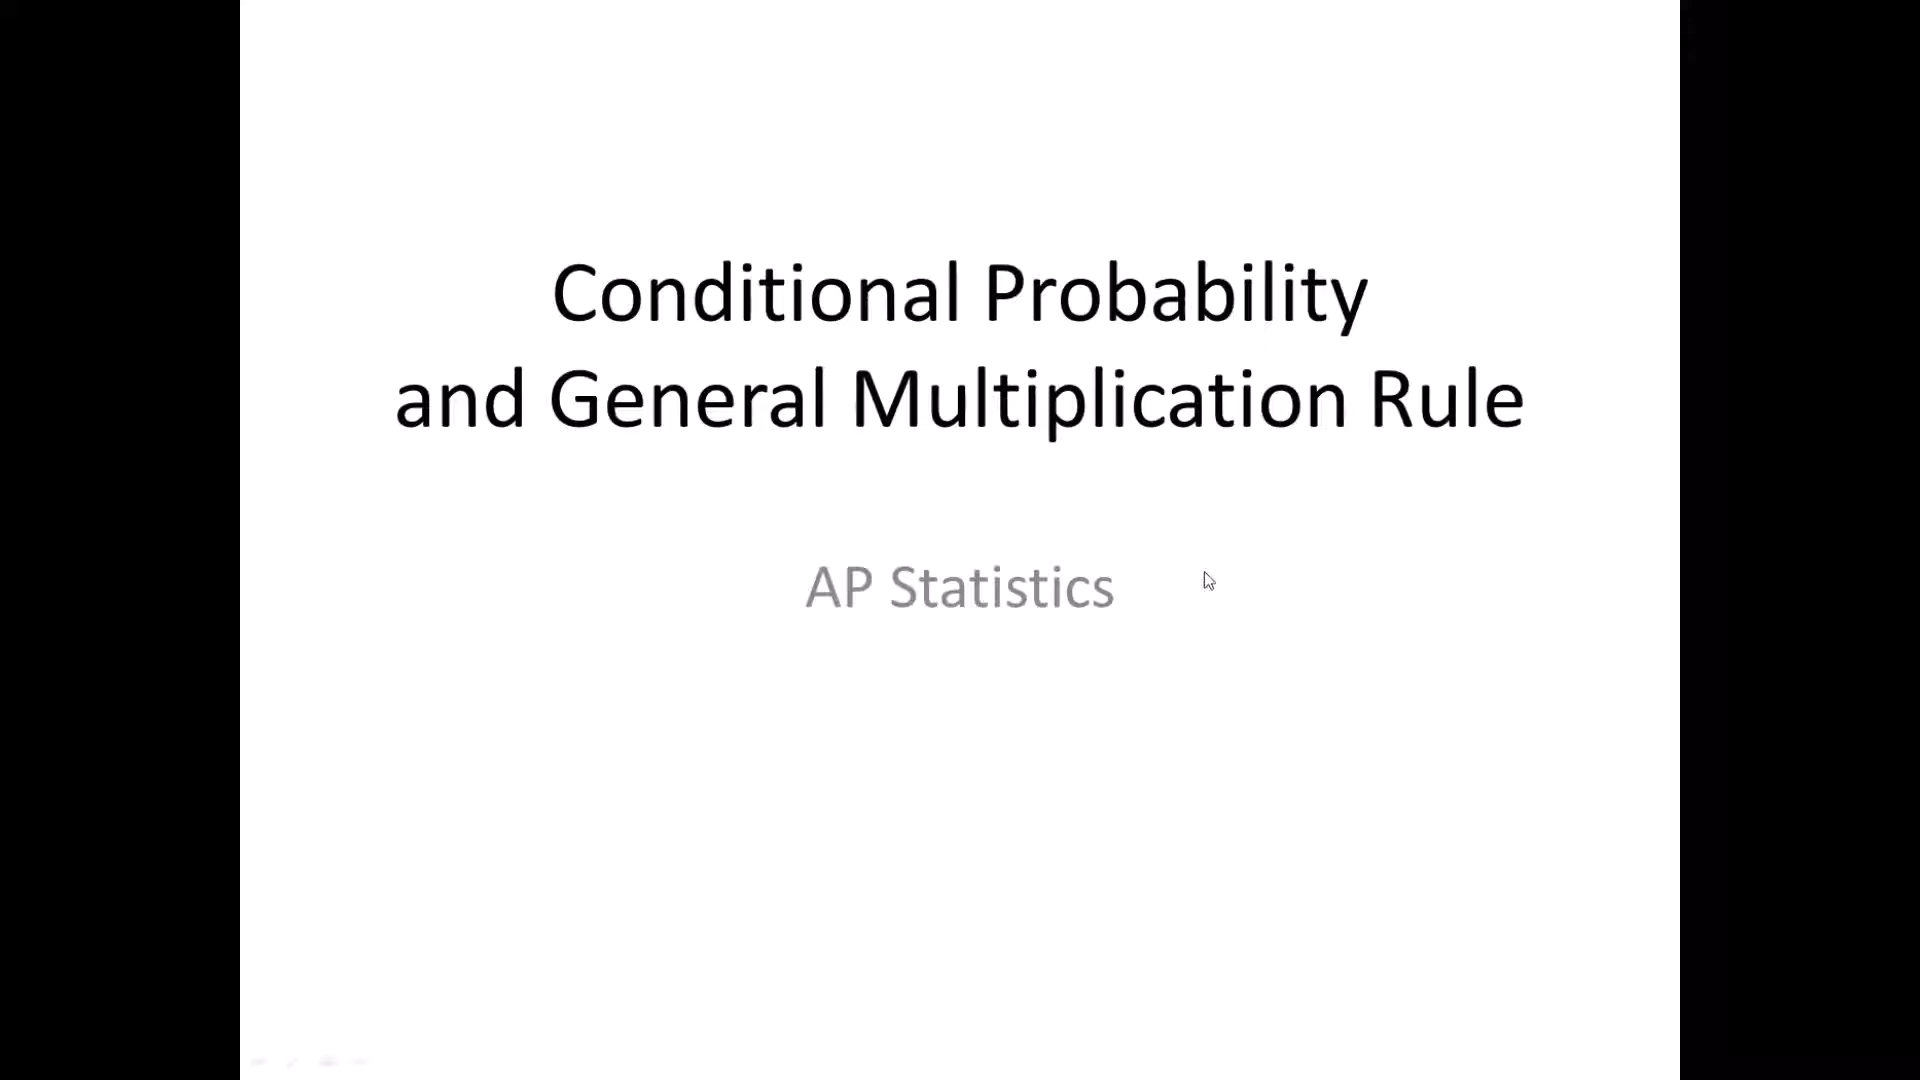 Conditional Probability
and General Multiplication Rule
AP Statistics